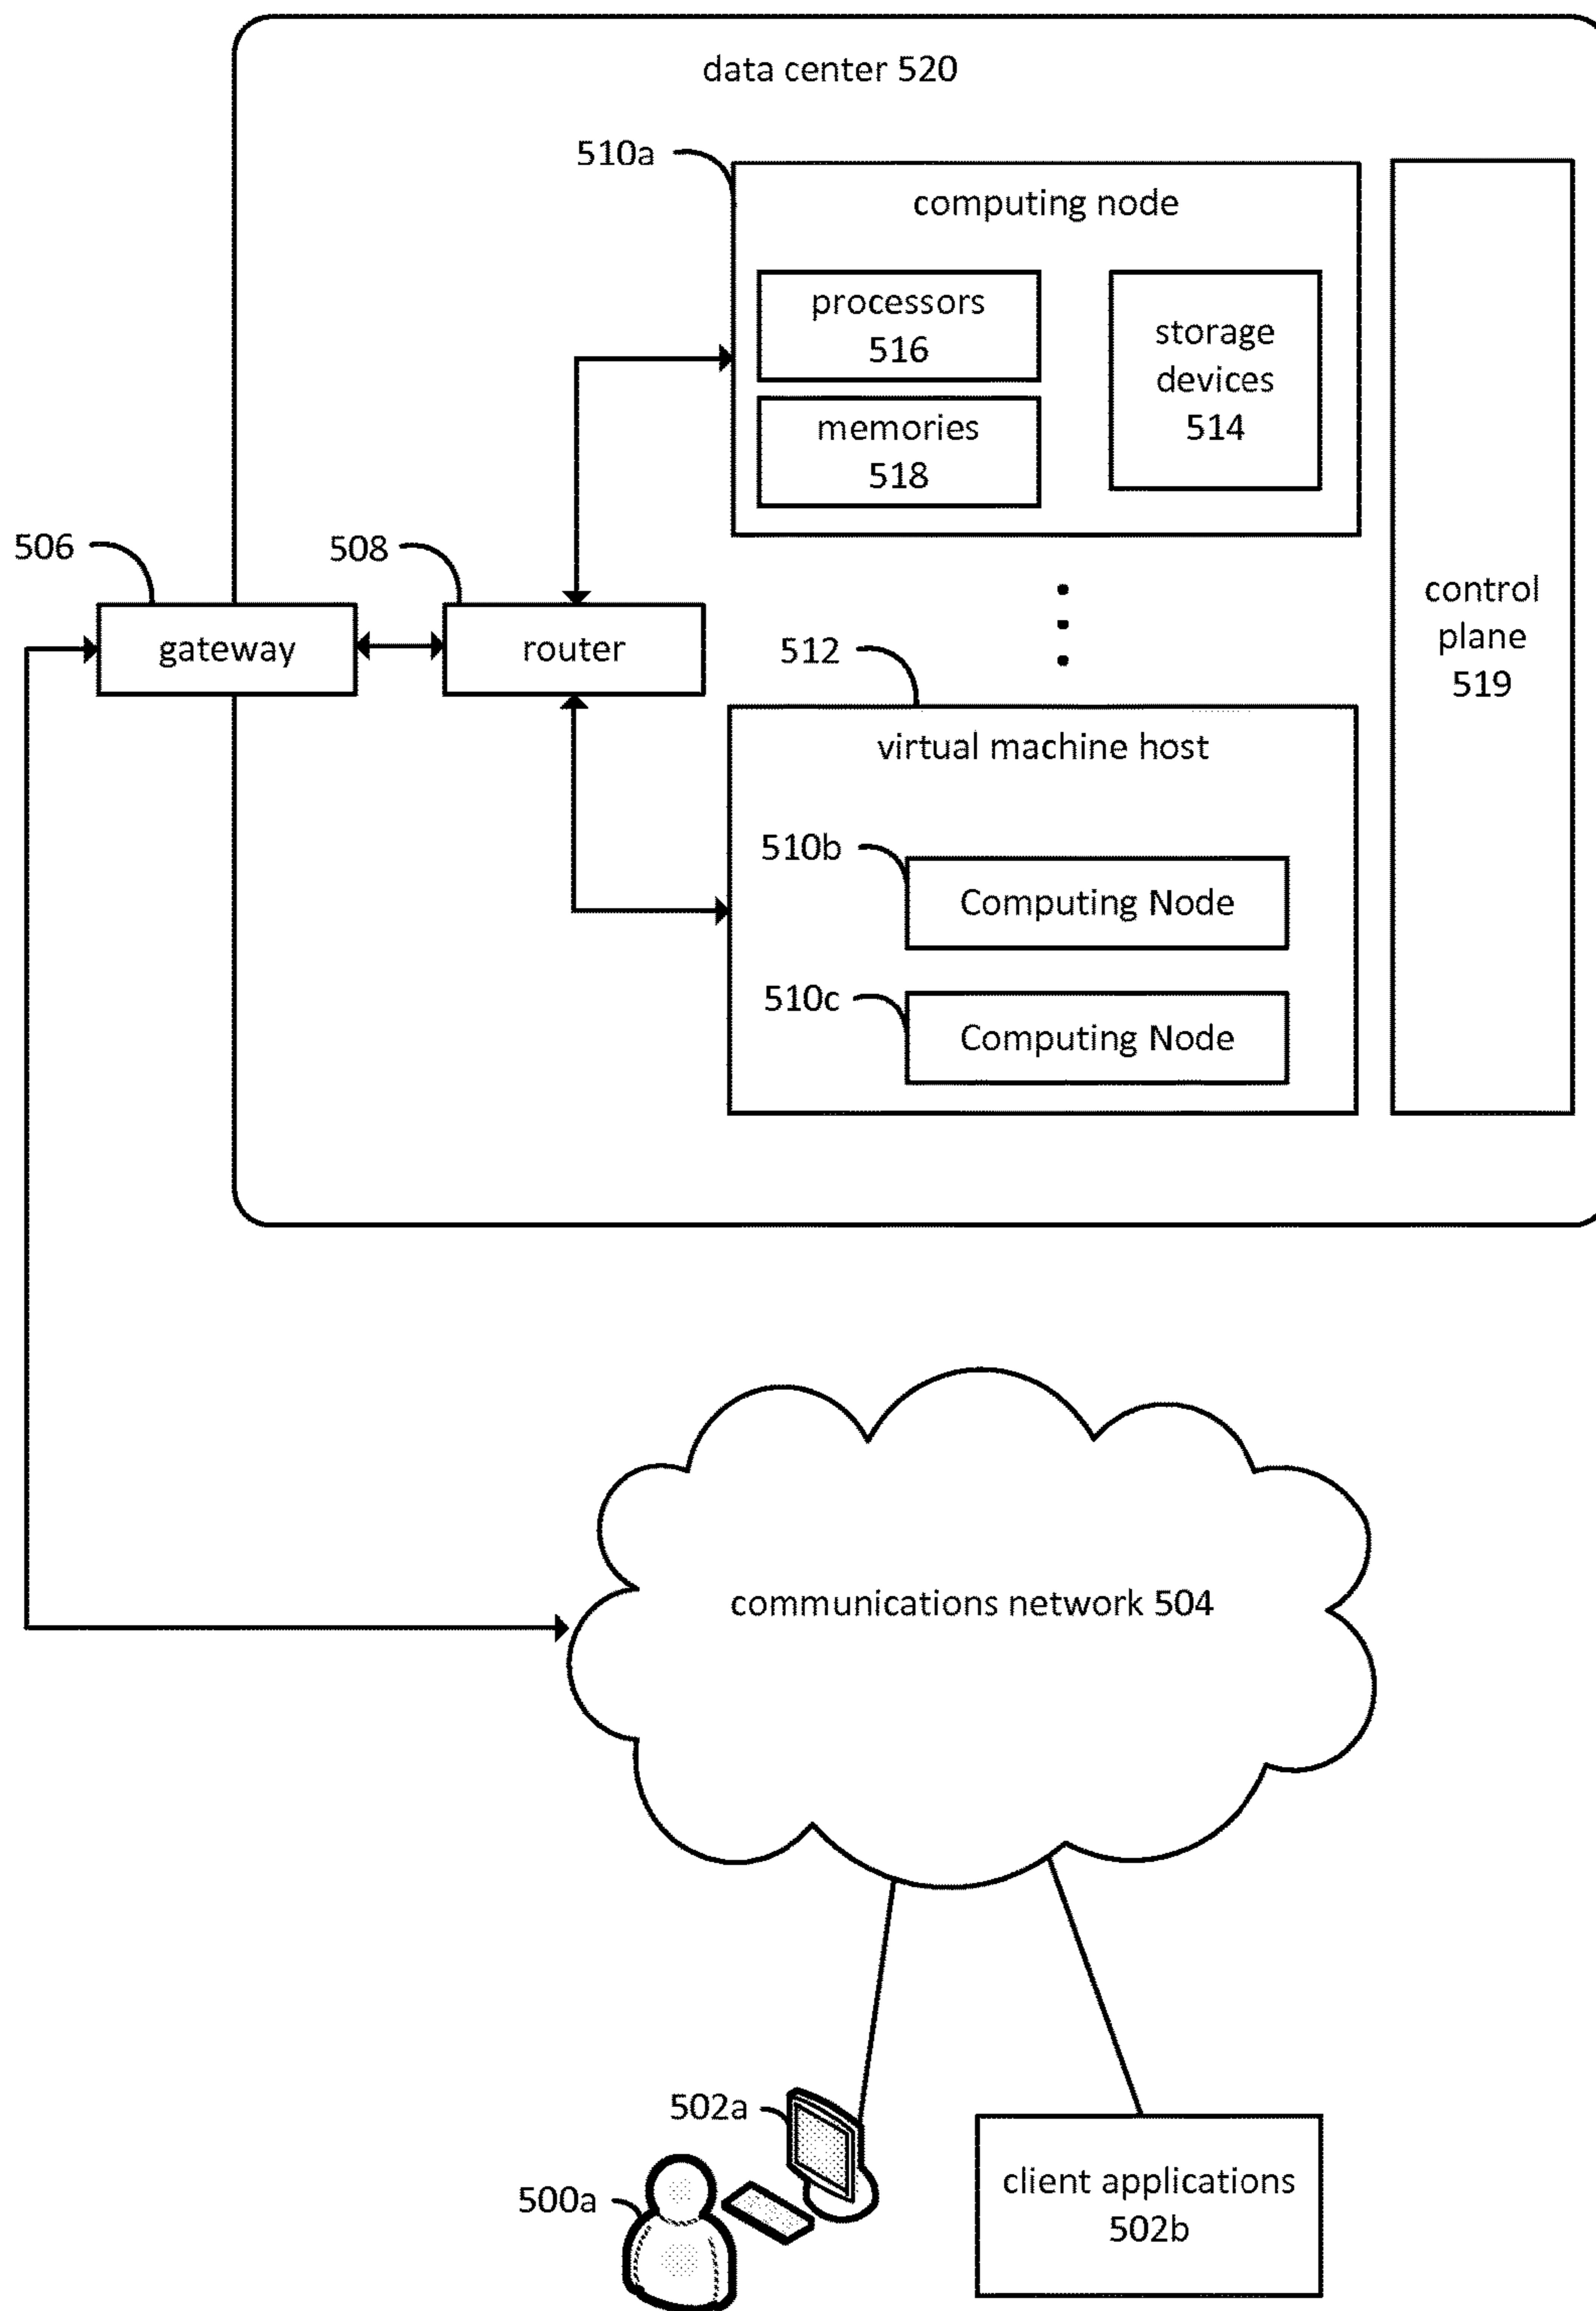 data center 520
510a
computing node
processors
516
storage
devices
514
memories
518
506
508
gateway
router
control
plane
519
512
virtual machine host
510b
Computing Node
510c
Computing Node
communications network 504
502a
500a
client applications
502b